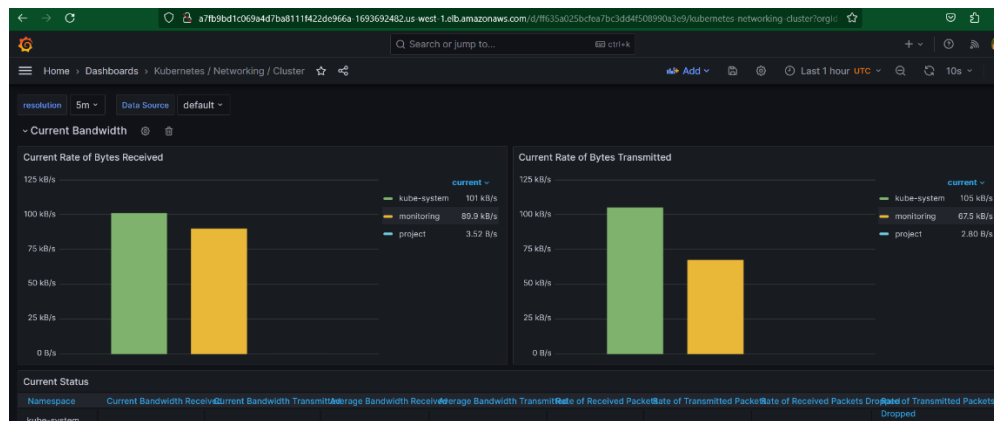 a7fb9bd1c069a4d7ba8111f422de966a-1693692482.us-west-1.elb.amazonaws.com/d/ff635a025bcfea7bc3dd4f508990a3e9/kubernetes-networking-cluster?orgId
Search or jump to... ctrl+k
Home › Dashboards › Kubernetes / Networking / Cluster Add Last 1 hour UTC 10s
resolution 5m Data Source default
Current Bandwidth
Current Rate of Bytes Received
125 kB/s
100 kB/s
75 kB/s
50 kB/s
25 kB/s
0 B/s
current
kube-system 101 kB/s
monitoring 89.9 kB/s
project 3.52 B/s
Current Rate of Bytes Transmitted
125 kB/s
100 kB/s
75 kB/s
50 kB/s
25 kB/s
0 B/s
current
kube-system 105 kB/s
monitoring 67.5 kB/s
project 2.80 B/s
Current Status
Namespace Current Bandwidth Received Current Bandwidth Transmitted Average Bandwidth Received Average Bandwidth Transmitted Rate of Received Packets Rate of Transmitted Packets Rate of Received Packets Dropped Rate of Transmitted Packets
Dropped
kube-system